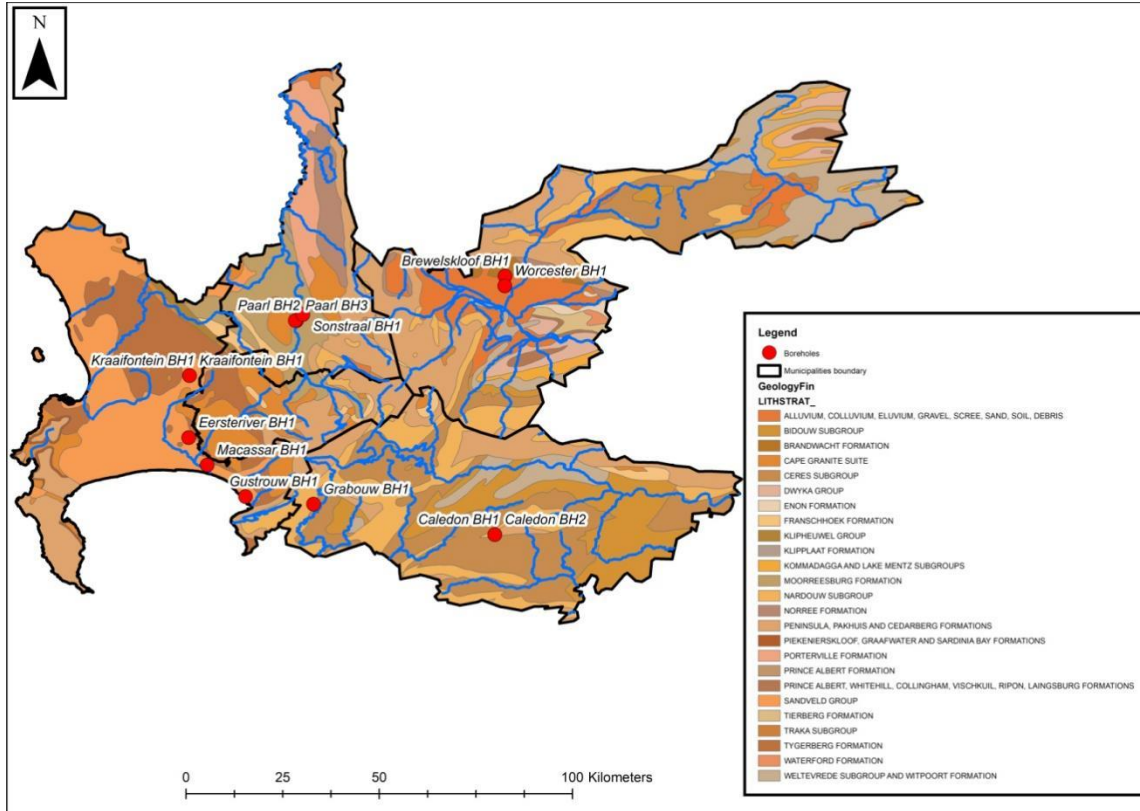 N
Brewelskloof BH1
Worcester BH1
Paarl BH2 Paarl BH3
Sonstraal BH1
Kraaifontein BH1 Kraaifontein BH1
Eersteriver BH1
Macassar BH1
Gustrouw BH1
Grabouw BH1
Caledon BH1 Caledon BH2
Legend
Boreholes
Municipalities boundary
GeologyFin
LITHSTRAT_
ALLUVIUM, COLLUVIUM, ELUVIUM, GRAVEL, SCREE, SAND, SOIL, DEBRIS
BIDOUW SUBGROUP
BRANDWACHT FORMATION
CAPE GRANITE SUITE
CERES SUBGROUP
DWYKA GROUP
ENON FORMATION
FRANSCHHOEK FORMATION
KLIPHEUWEL GROUP
KLIPPLAAT FORMATION
KOMMADAGGA AND LAKE MENTZ SUBGROUPS
MOORREESBURG FORMATION
NARDOUW SUBGROUP
NORREE FORMATION
PENINSULA, PAKHUIS AND CEDARBERG FORMATIONS
PIEKENIERSKLOOF, GRAAFWATER AND SARDINIA BAY FORMATIONS
PORTERVILLE FORMATION
PRINCE ALBERT FORMATION
PRINCE ALBERT, WHITEHILL, COLLINGHAM, VISCHKUIL, RIPON, LAINGSBURG FORMATIONS
SANDVELD GROUP
TIERBERG FORMATION
TRAKA SUBGROUP
TYGERBERG FORMATION
WATERFORD FORMATION
WELTEVREDE SUBGROUP AND WITPOORT FORMATION
0 25 50 100 Kilometers